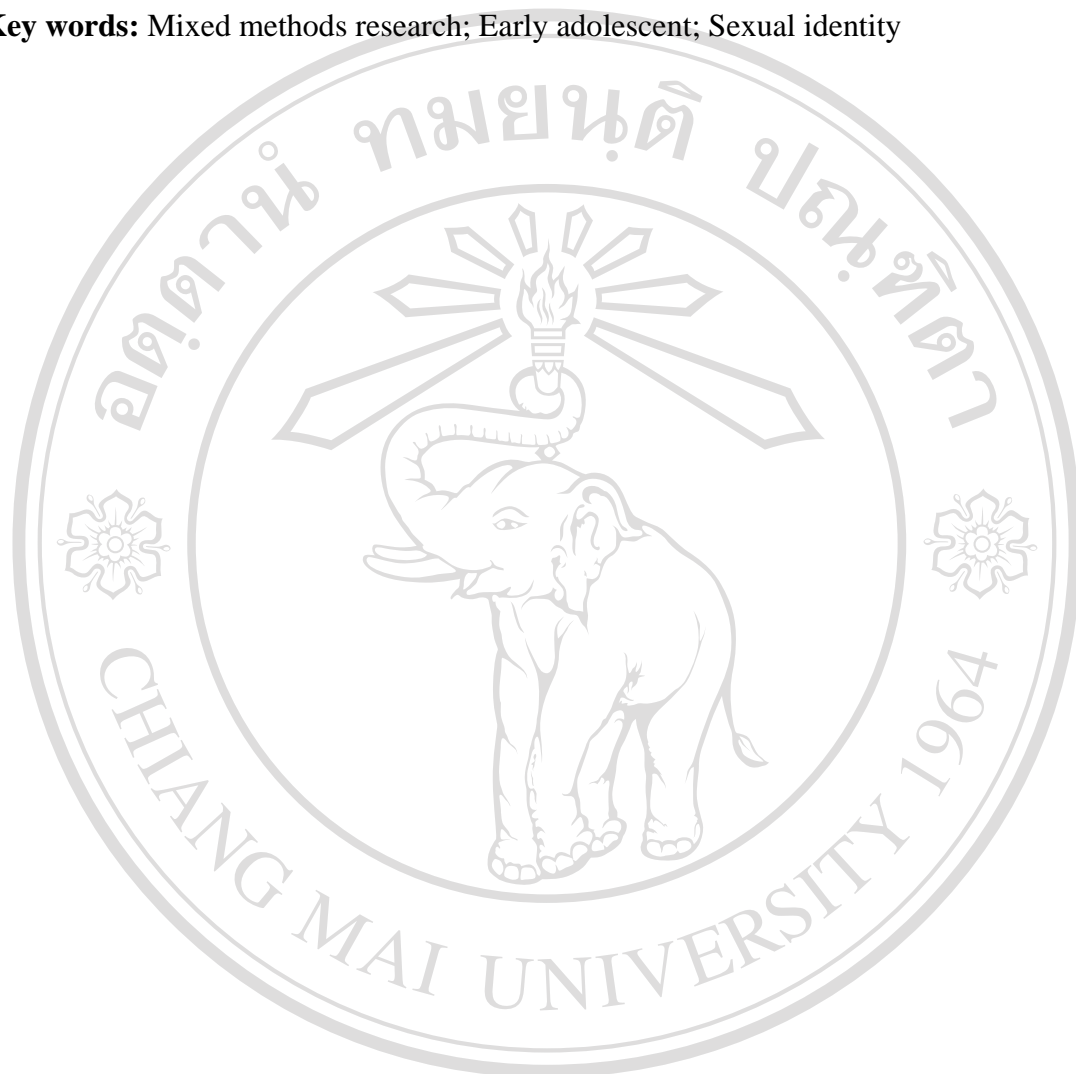 Key words: Mixed methods research; Early adolescent; Sexual identity
อตฺตานํ ทมยนฺติ ปณฺฑิตา
CHIANG MAI UNIVERSITY 1964